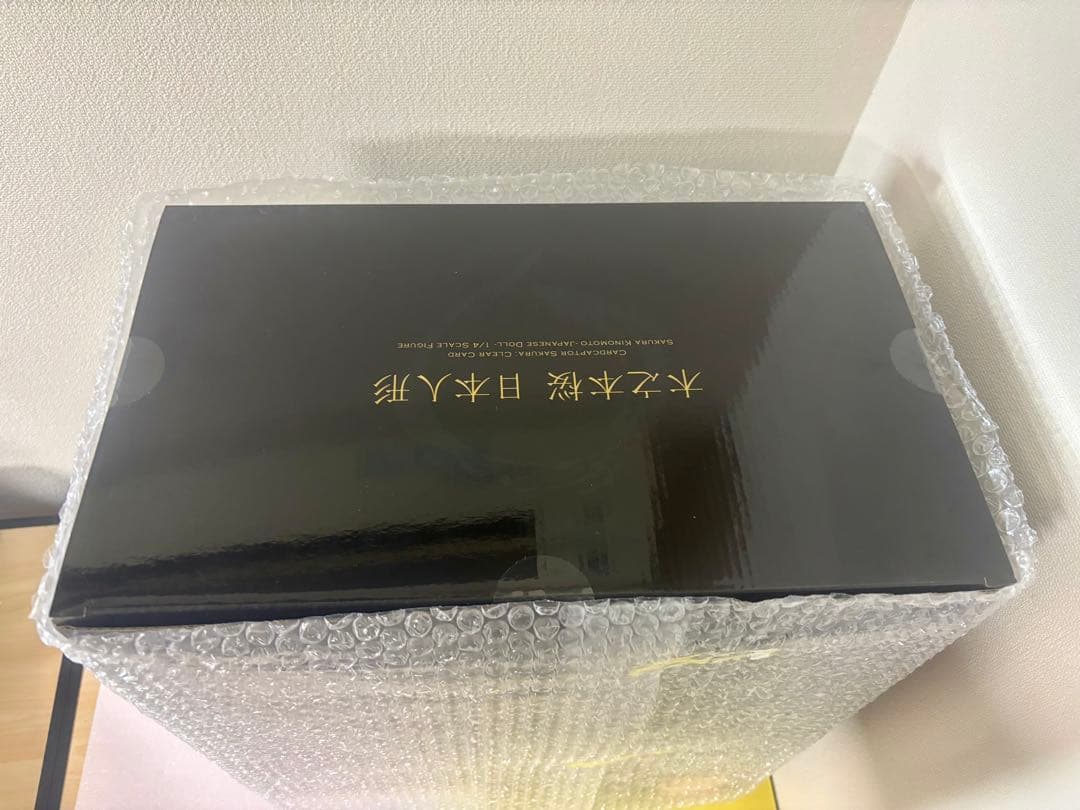 木之本桜 日本人形
CARDCAPTOR SAKURA: CLEAR CARD
SAKURA KINOMOTO -JAPANESE DOLL- 1/4 SCALE FIGURE